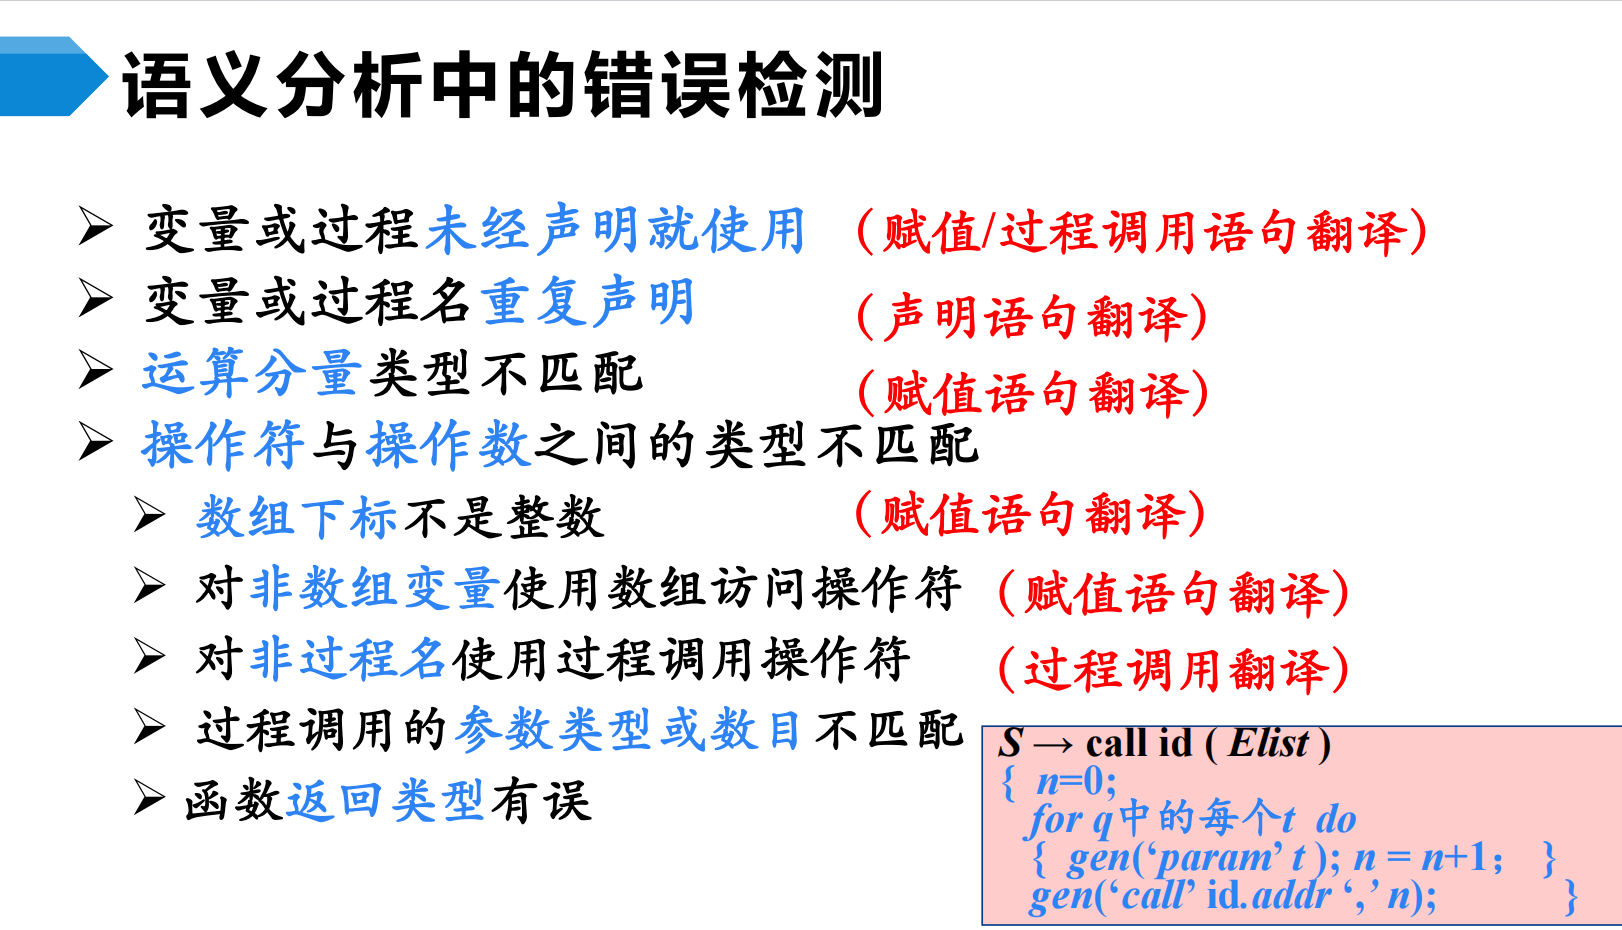 语义分析中的错误检测
变量或过程未经声明就使用 （赋值/过程调用语句翻译）
变量或过程名重复声明 （声明语句翻译）
运算分量类型不匹配 （赋值语句翻译）
操作符与操作数之间的类型不匹配
数组下标不是整数 （赋值语句翻译）
对非数组变量使用数组访问操作符 （赋值语句翻译）
对非过程名使用过程调用操作符 （过程调用翻译）
过程调用的参数类型或数目不匹配
函数返回类型有误
S → call id ( Elist )
{ n=0;
for q中的每个t do
{ gen(‘param’ t ); n = n+1; }
gen(‘call’ id.addr ‘,’ n); }